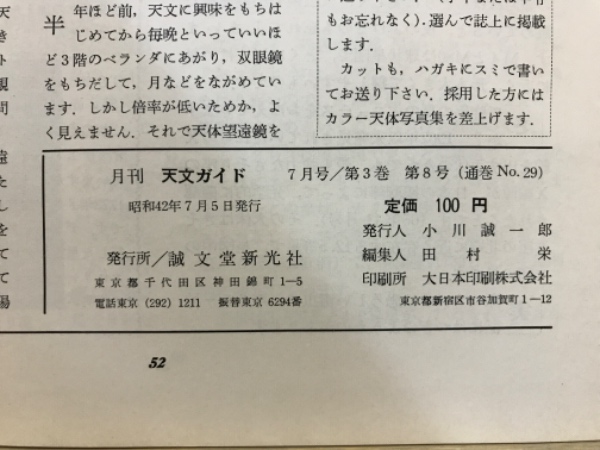 半
年ほど前,天文に興味をもちは
じめてから毎晩といっていいほ
ど3階のベランダにあがり,双眼鏡
をもちだして,月などをながめてい
ます.しかし倍率が低いためか,よ
く見えません.それで天体望遠鏡を
もお忘れなく).選んで誌上に掲載
します.
カットも,ハガキにスミで書い
てお送り下さい.採用した方には
カラー天体写真集を差上げます.
月刊 天文ガイド 7月号/第3巻 第8号(通巻No.29)
昭和42年7月5日発行
定価 100円
発行所/誠文堂新光社
東京都千代田区神田錦町1-5
電話東京(292)1211 振替東京6294番
発行人 小川誠一郎
編集人 田村 栄
印刷所 大日本印刷株式会社
東京都新宿区市谷加賀町1-12
52